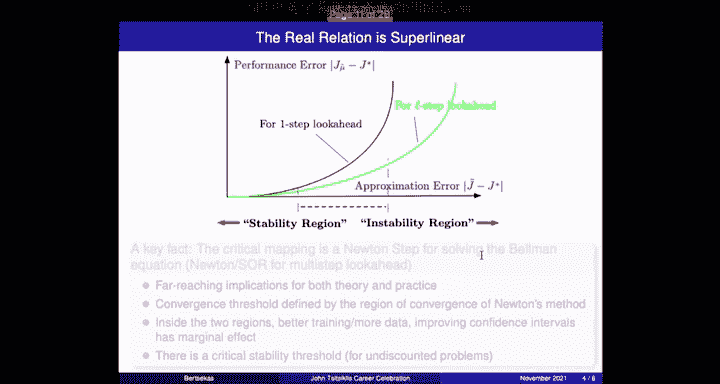 The Real Relation is Superlinear
Performance Error |J_μ̃ − J*|
For ℓ-step lookahead
For 1-step lookahead
Approximation Error |J̃ − J*|
“Stability Region” “Instability Region”
A key fact: The critical mapping is a Newton Step for solving the Bellman
equation (Newton/SOR for multistep lookahead)
Far-reaching implications for both theory and practice
Convergence threshold defined by the region of convergence of Newton's method
Inside the two regions, better training/more data, improving confidence intervals
has marginal effect
There is a critical stability threshold (for undiscounted problems)
Bertsekas John Tsitsiklis Career Celebration November 2021 4 / 6